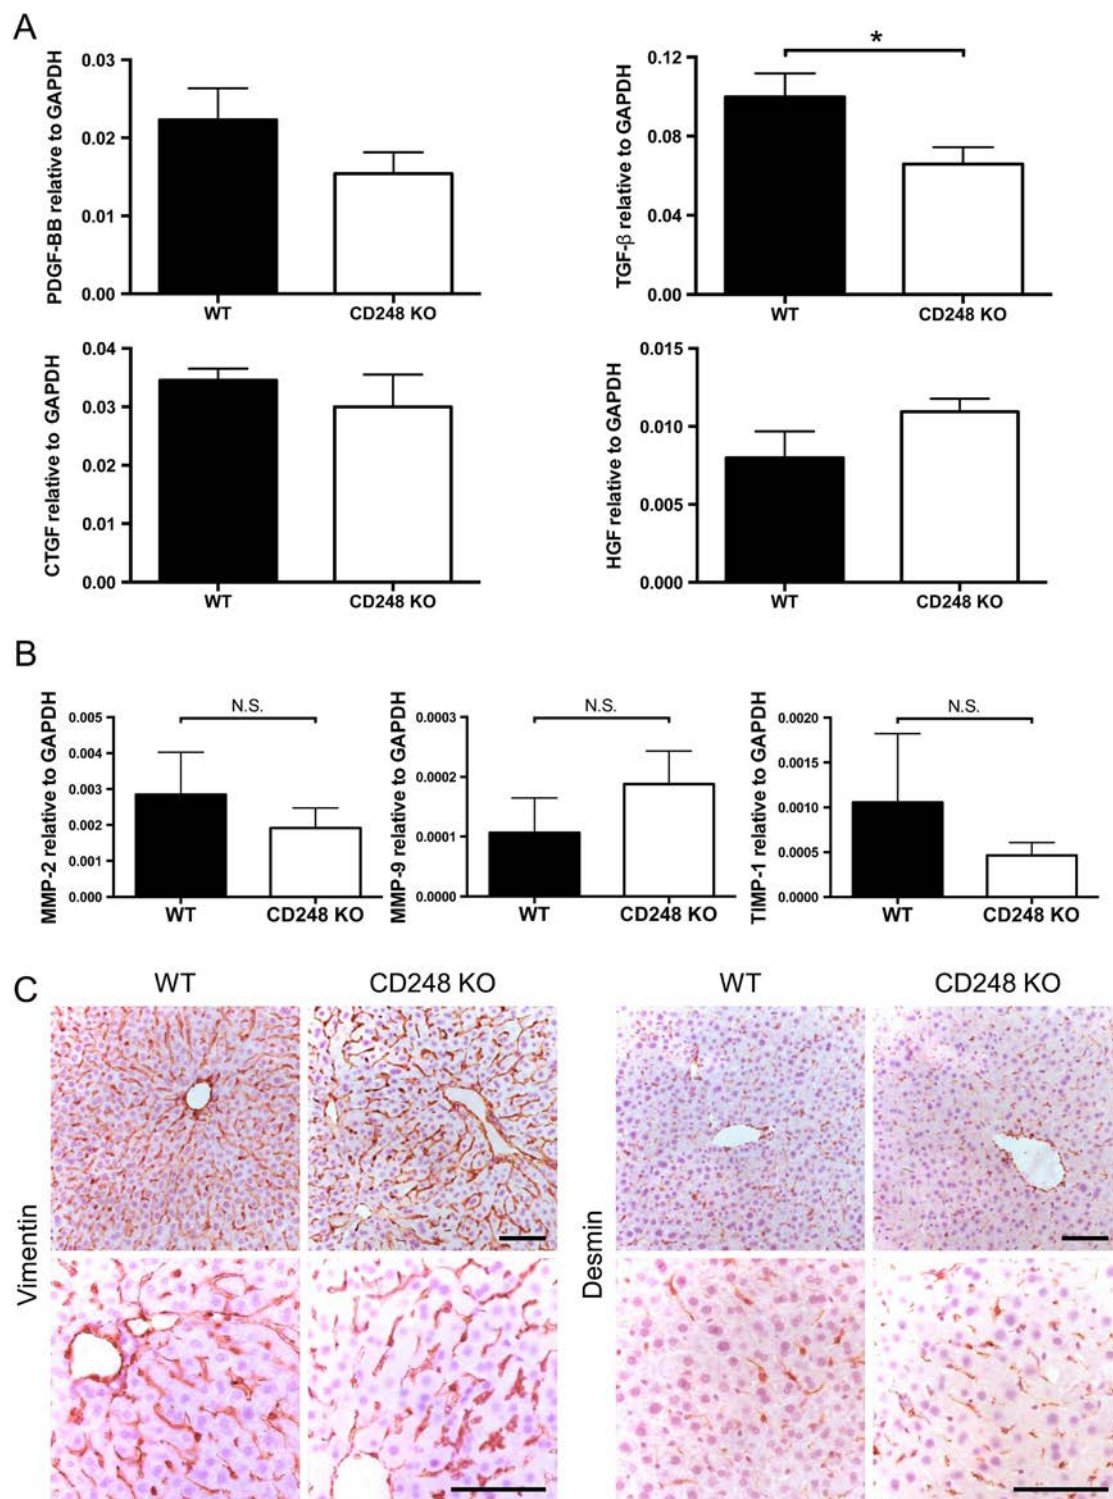 A
PDGF-BB relative to GAPDH
0.03
0.02
0.01
0.00
WT
CD248 KO
TGF-β relative to GAPDH
0.12
0.08
0.04
0.00
*
WT
CD248 KO
CTGF relative to GAPDH
0.04
0.03
0.02
0.01
0.00
WT
CD248 KO
HGF relative to GAPDH
0.015
0.010
0.005
0.000
WT
CD248 KO
B
MMP-2 relative to GAPDH
0.005
0.004
0.003
0.002
0.001
0.000
N.S.
WT
CD248 KO
MMP-9 relative to GAPDH
0.0003
0.0002
0.0001
0.0000
N.S.
WT
CD248 KO
TIMP-1 relative to GAPDH
0.0020
0.0015
0.0010
0.0005
0.0000
N.S.
WT
CD248 KO
C
WT
CD248 KO
WT
CD248 KO
Vimentin
Desmin